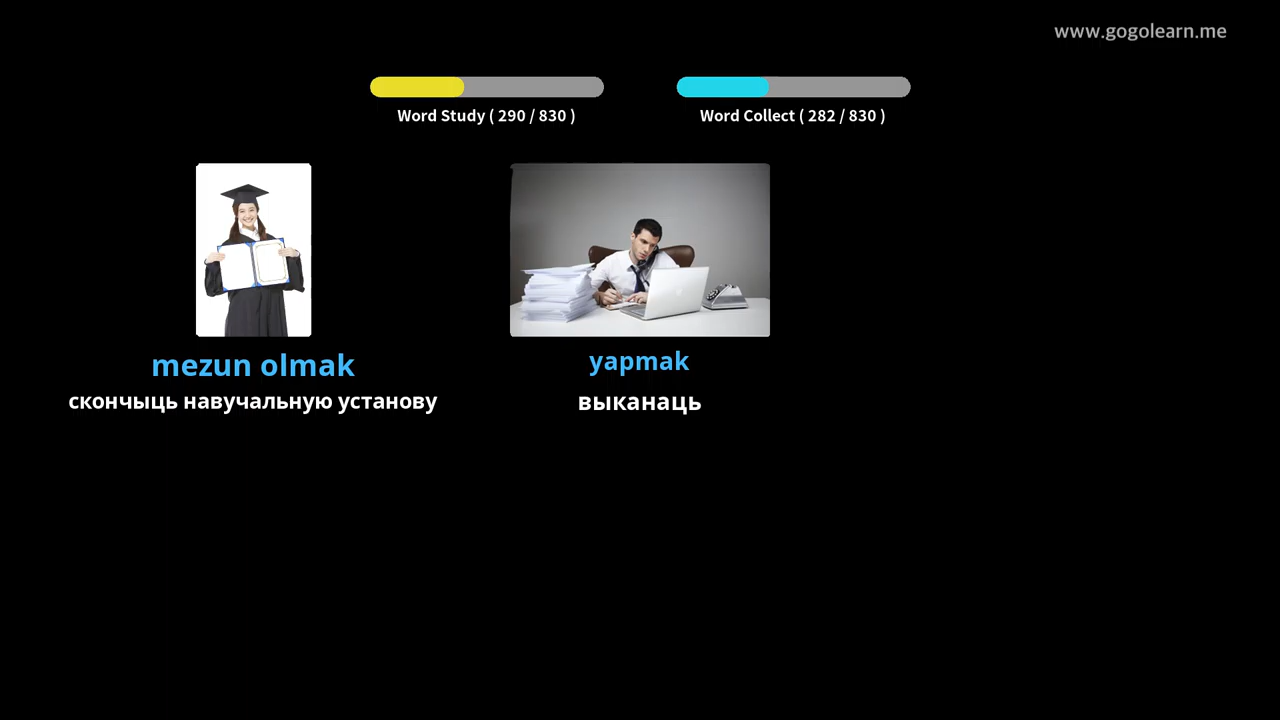 www.gogolearn.me
Word Study ( 290 / 830 )
Word Collect ( 282 / 830 )
mezun olmak
скончыць навучальную установу
yapmak
выканаць